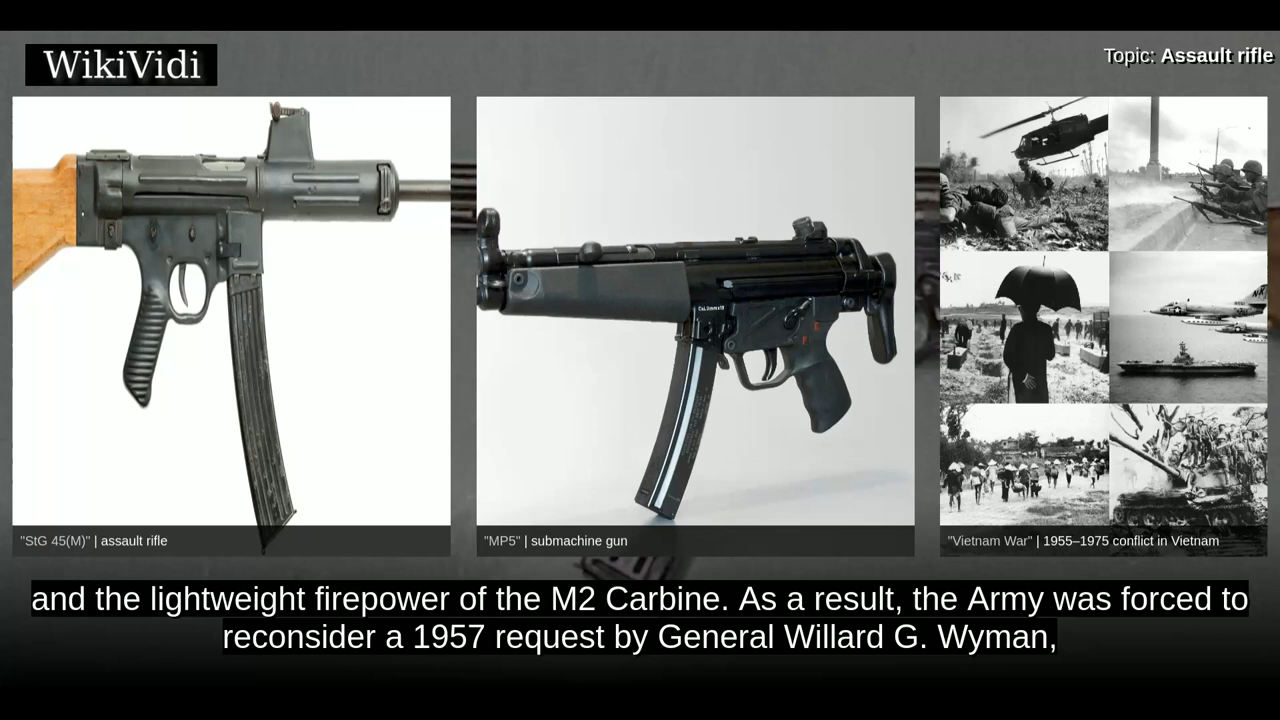 WikiVidi
Topic: Assault rifle
"StG 45(M)" | assault rifle
"MP5" | submachine gun
"Vietnam War" | 1955–1975 conflict in Vietnam
and the lightweight firepower of the M2 Carbine. As a result, the Army was forced to
reconsider a 1957 request by General Willard G. Wyman,